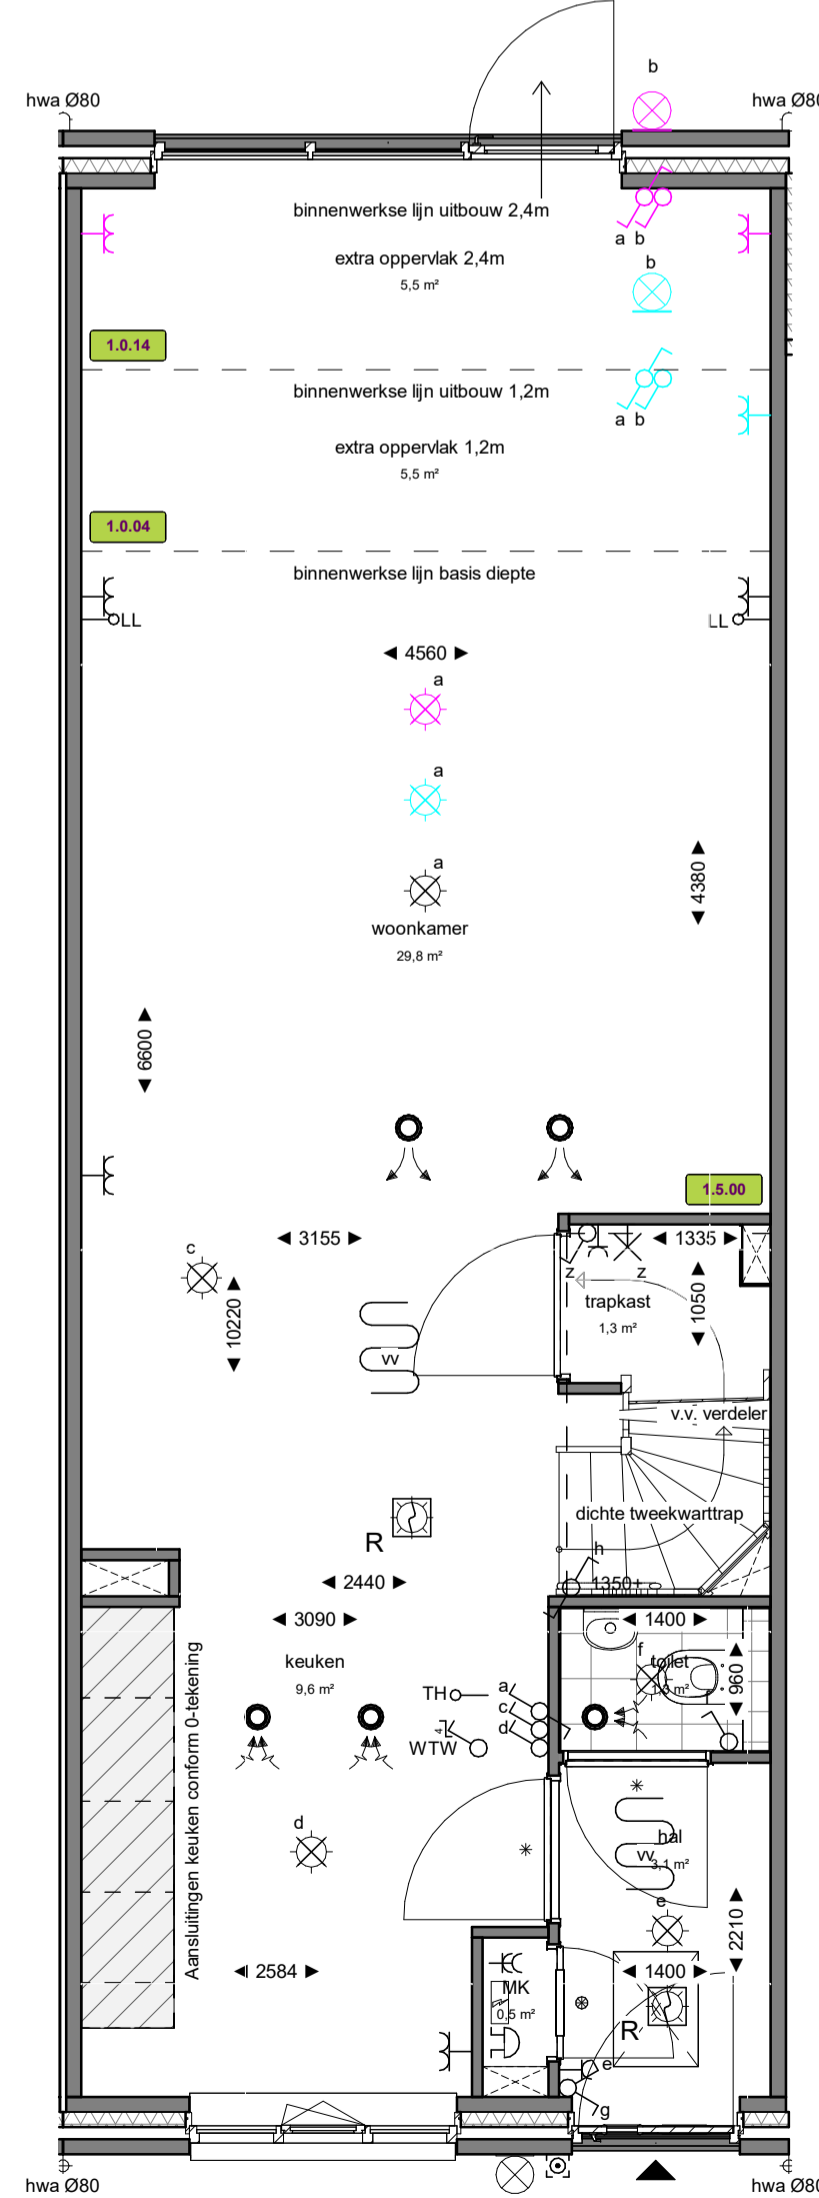 b
hwa Ø80
hwa Ø80
binnenwerkse lijn uitbouw 2,4m
a b
extra oppervlak 2,4m
b
5,5 m²
1.0.14
binnenwerkse lijn uitbouw 1,2m
a b
extra oppervlak 1,2m
5,5 m²
1.0.04
binnenwerkse lijn basis diepte
LL
LL
4560
a
a
a
4380
woonkamer
29,8 m²
6600
1.5.00
3155
1335
c
z
z
10220
1050
trapkast
1,3 m²
vv
v.v. verdeler
dichte tweekwarttrap
R
h
2440
1350+
3090
1400
Aansluitingen keuken conform 0-tekening
keuken
9,6 m²
f
toilet
1,3 m²
960
TH
a
c
d
4
WTW
d
hal
vv
3,1 m²
e
2210
2584
1400
MK
0,5 m²
R
e
g
hwa Ø80
hwa Ø80